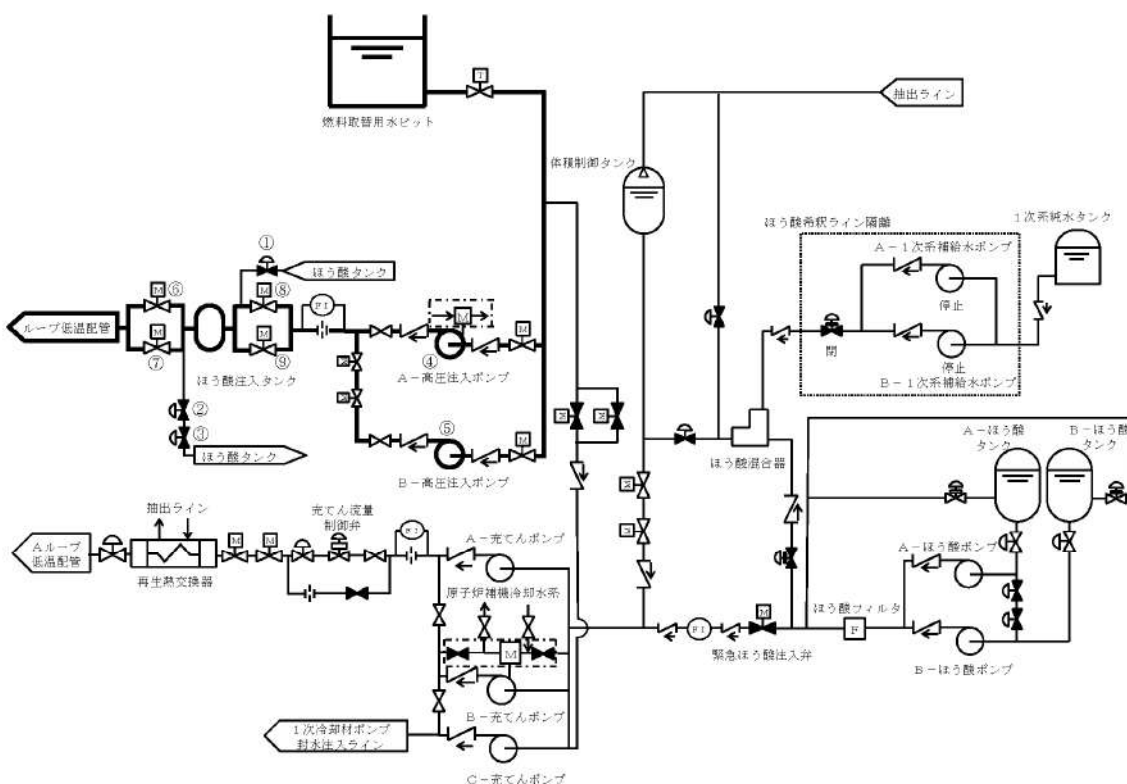 T
燃料取替用水ピット
抽出ライン
体積制御タンク
ほう酸希釈ライン隔離
1次系純水タンク
A-1次系補給水ポンプ
停止
閉
停止
B-1次系補給水ポンプ
①
ほう酸タンク
M ⑥
M ⑧
FI
M
ループ低温配管
M
⑦
M
⑨
④
M
A-高圧注入ポンプ
ほう酸注入タンク
M
M
②
③
ほう酸タンク
⑤
M
B-高圧注入ポンプ
M
M
ほう酸混合器
A-ほう酸
タンク
B-ほう酸
タンク
M
M
抽出ライン
充てん流量
制御弁
FI
Aループ
低温配管
M
M
再生熱交換器
A-充てんポンプ
原子炉補機冷却水系
M
B-充てんポンプ
1次冷却材ポンプ
封水注入ライン
C-充てんポンプ
FI
M
緊急ほう酸注入弁
ほう酸フィルタ
F
A-ほう酸ポンプ
B-ほう酸ポンプ